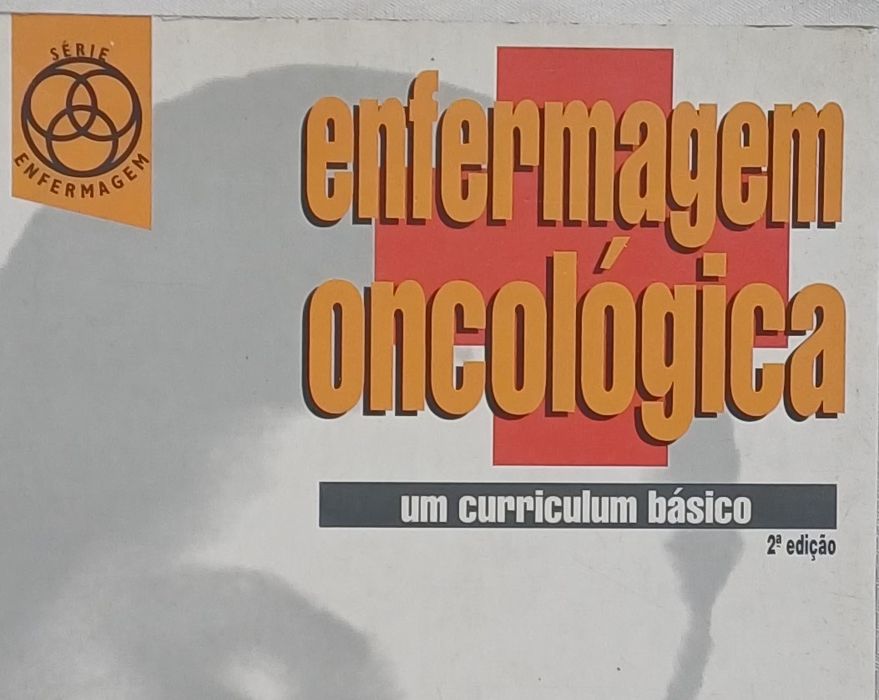 SÉRIE
ENFERMAGEM
enfermagem
oncológica
um curriculum básico
2ª edição